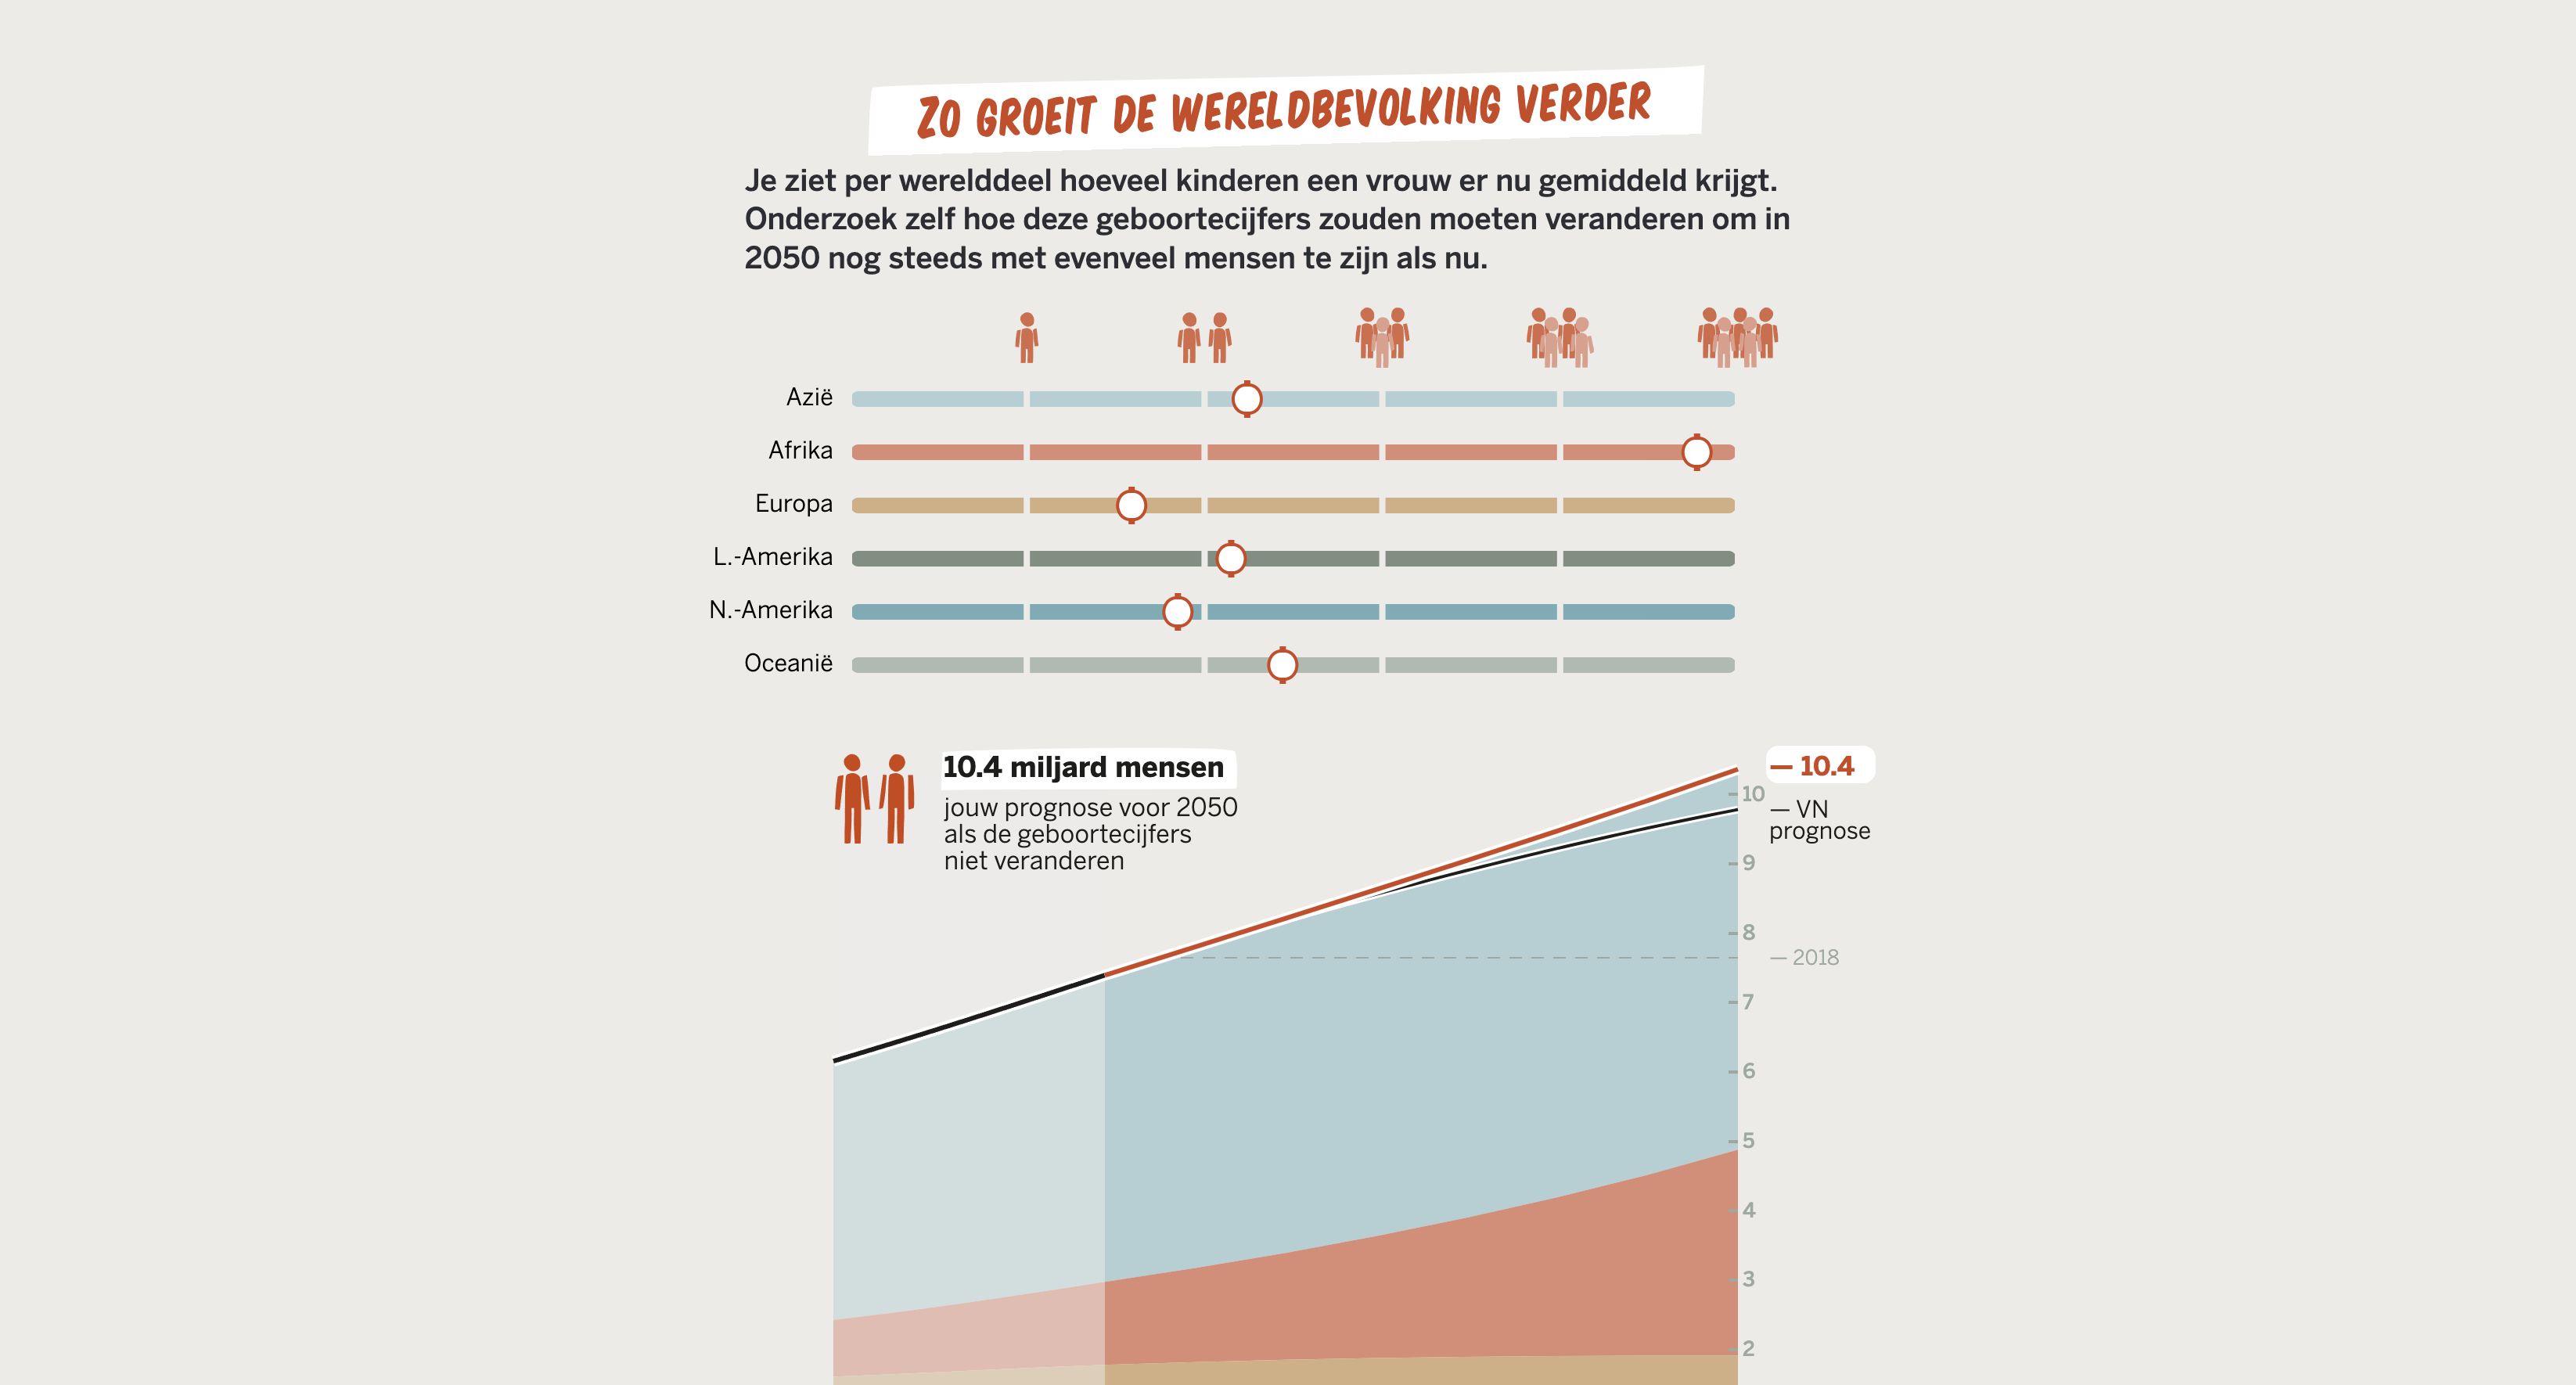 ZO GROEIT DE WERELDBEVOLKING VERDER
Je ziet per werelddeel hoeveel kinderen een vrouw er nu gemiddeld krijgt.
Onderzoek zelf hoe deze geboortecijfers zouden moeten veranderen om in
2050 nog steeds met evenveel mensen te zijn als nu.
Azië
Afrika
Europa
L.-Amerika
N.-Amerika
Oceanië
10.4 miljard mensen
jouw prognose voor 2050
als de geboortecijfers
niet veranderen
— 10.4
10
— VN
prognose
9
8
— 2018
7
6
5
4
3
2